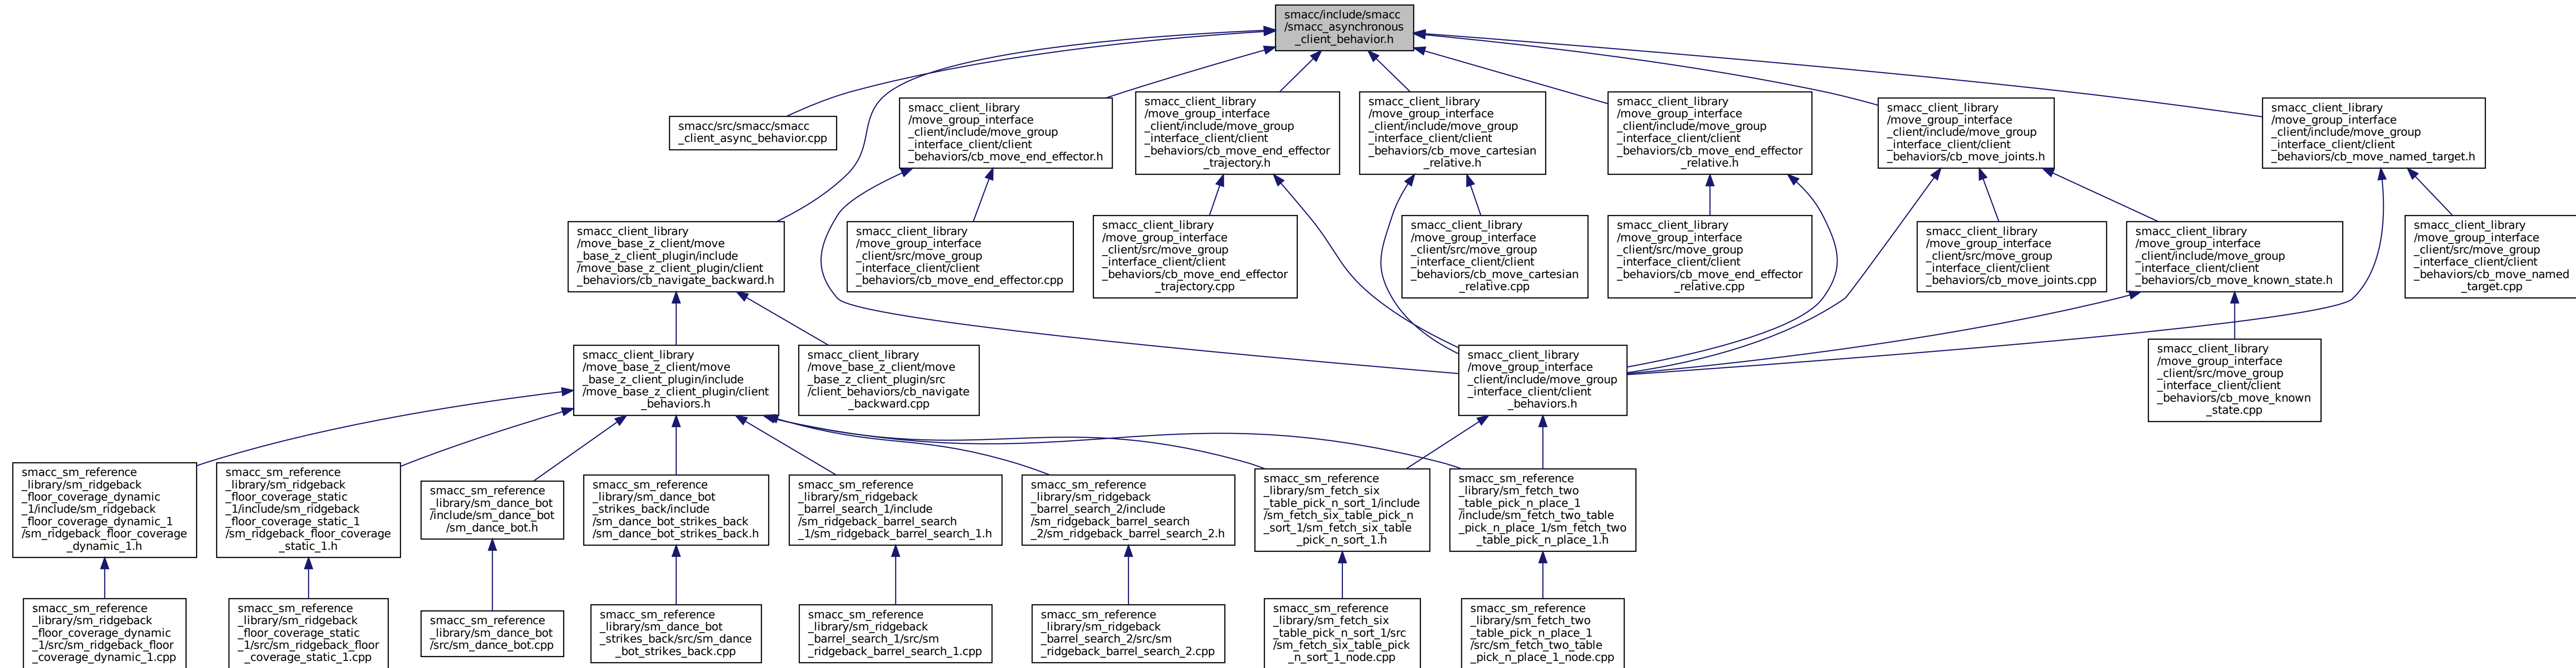 smacc/include/smacc
/smacc_asynchronous
_client_behavior.h
smacc/src/smacc/smacc
_client_async_behavior.cpp
smacc_client_library
/move_group_interface
_client/include/move_group
_interface_client/client
_behaviors/cb_move_end_effector.h
smacc_client_library
/move_group_interface
_client/include/move_group
_interface_client/client
_behaviors/cb_move_end_effector
_trajectory.h
smacc_client_library
/move_group_interface
_client/include/move_group
_interface_client/client
_behaviors/cb_move_cartesian
_relative.h
smacc_client_library
/move_group_interface
_client/include/move_group
_interface_client/client
_behaviors/cb_move_end_effector
_relative.h
smacc_client_library
/move_group_interface
_client/include/move_group
_interface_client/client
_behaviors/cb_move_joints.h
smacc_client_library
/move_group_interface
_client/include/move_group
_interface_client/client
_behaviors/cb_move_named_target.h
smacc_client_library
/move_base_z_client/move
_base_z_client_plugin/include
/move_base_z_client_plugin/client
_behaviors/cb_navigate_backward.h
smacc_client_library
/move_group_interface
_client/src/move_group
_interface_client/client
_behaviors/cb_move_end_effector.cpp
smacc_client_library
/move_group_interface
_client/src/move_group
_interface_client/client
_behaviors/cb_move_end_effector
_trajectory.cpp
smacc_client_library
/move_group_interface
_client/src/move_group
_interface_client/client
_behaviors/cb_move_cartesian
_relative.cpp
smacc_client_library
/move_group_interface
_client/src/move_group
_interface_client/client
_behaviors/cb_move_end_effector
_relative.cpp
smacc_client_library
/move_group_interface
_client/src/move_group
_interface_client/client
_behaviors/cb_move_joints.cpp
smacc_client_library
/move_group_interface
_client/include/move_group
_interface_client/client
_behaviors/cb_move_known_state.h
smacc_client_library
/move_group_interface
_client/src/move_group
_interface_client/client
_behaviors/cb_move_named
_target.cpp
smacc_client_library
/move_base_z_client/move
_base_z_client_plugin/include
/move_base_z_client_plugin/client
_behaviors.h
smacc_client_library
/move_base_z_client/move
_base_z_client_plugin/src
/client_behaviors/cb_navigate
_backward.cpp
smacc_client_library
/move_group_interface
_client/include/move_group
_interface_client/client
_behaviors.h
smacc_client_library
/move_group_interface
_client/src/move_group
_interface_client/client
_behaviors/cb_move_known
_state.cpp
smacc_sm_reference
_library/sm_ridgeback
_floor_coverage_dynamic
_1/include/sm_ridgeback
_floor_coverage_dynamic_1
/sm_ridgeback_floor_coverage
_dynamic_1.h
smacc_sm_reference
_library/sm_ridgeback
_floor_coverage_static
_1/include/sm_ridgeback
_floor_coverage_static_1
/sm_ridgeback_floor_coverage
_static_1.h
smacc_sm_reference
_library/sm_dance_bot
/include/sm_dance_bot
/sm_dance_bot.h
smacc_sm_reference
_library/sm_dance_bot
_strikes_back/include
/sm_dance_bot_strikes_back
/sm_dance_bot_strikes_back.h
smacc_sm_reference
_library/sm_ridgeback
_barrel_search_1/include
/sm_ridgeback_barrel_search
_1/sm_ridgeback_barrel_search_1.h
smacc_sm_reference
_library/sm_ridgeback
_barrel_search_2/include
/sm_ridgeback_barrel_search
_2/sm_ridgeback_barrel_search_2.h
smacc_sm_reference
_library/sm_fetch_six
_table_pick_n_sort_1/include
/sm_fetch_six_table_pick_n
_sort_1/sm_fetch_six_table
_pick_n_sort_1.h
smacc_sm_reference
_library/sm_fetch_two
_table_pick_n_place_1
/include/sm_fetch_two_table
_pick_n_place_1/sm_fetch_two
_table_pick_n_place_1.h
smacc_sm_reference
_library/sm_ridgeback
_floor_coverage_dynamic
_1/src/sm_ridgeback_floor
_coverage_dynamic_1.cpp
smacc_sm_reference
_library/sm_ridgeback
_floor_coverage_static
_1/src/sm_ridgeback_floor
_coverage_static_1.cpp
smacc_sm_reference
_library/sm_dance_bot
/src/sm_dance_bot.cpp
smacc_sm_reference
_library/sm_dance_bot
_strikes_back/src/sm_dance
_bot_strikes_back.cpp
smacc_sm_reference
_library/sm_ridgeback
_barrel_search_1/src/sm
_ridgeback_barrel_search_1.cpp
smacc_sm_reference
_library/sm_ridgeback
_barrel_search_2/src/sm
_ridgeback_barrel_search_2.cpp
smacc_sm_reference
_library/sm_fetch_six
_table_pick_n_sort_1/src
/sm_fetch_six_table_pick
_n_sort_1_node.cpp
smacc_sm_reference
_library/sm_fetch_two
_table_pick_n_place_1
/src/sm_fetch_two_table
_pick_n_place_1_node.cpp